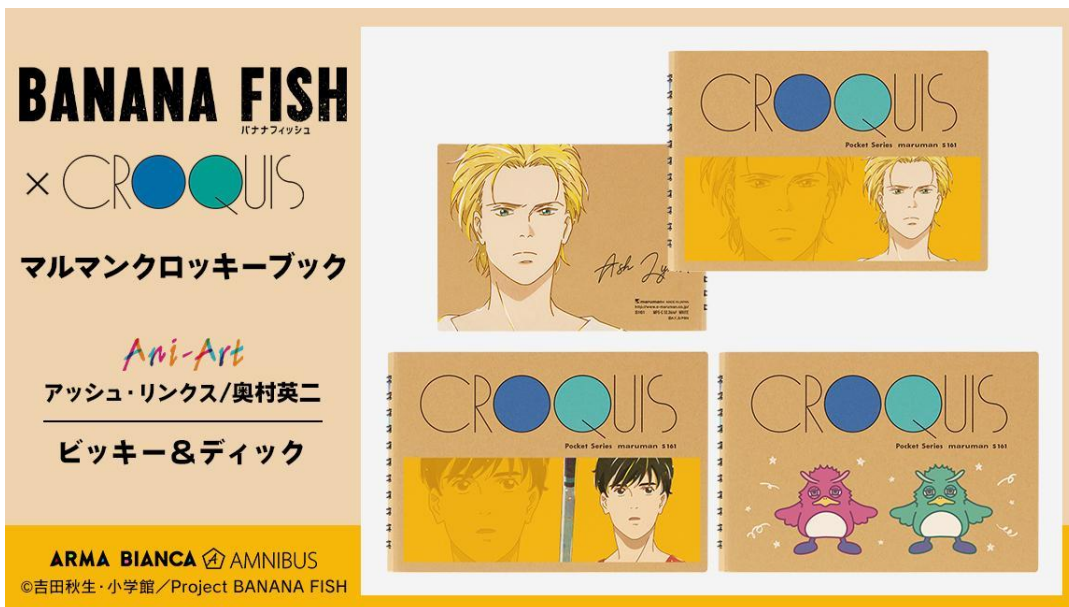 BANANA FISH
バナナフィッシュ
× CROQUIS
マルマンクロッキーブック
Ani-Art
アッシュ・リンクス/奥村英二
ビッキー&ディック
ARMA BIANCA AMNIBUS
©吉田秋生・小学館/Project BANANA FISH
CROQUIS
Pocket Series maruman S161
Ash
maruman
CROQUIS
Pocket Series maruman S161
CROQUIS
Pocket Series maruman S161